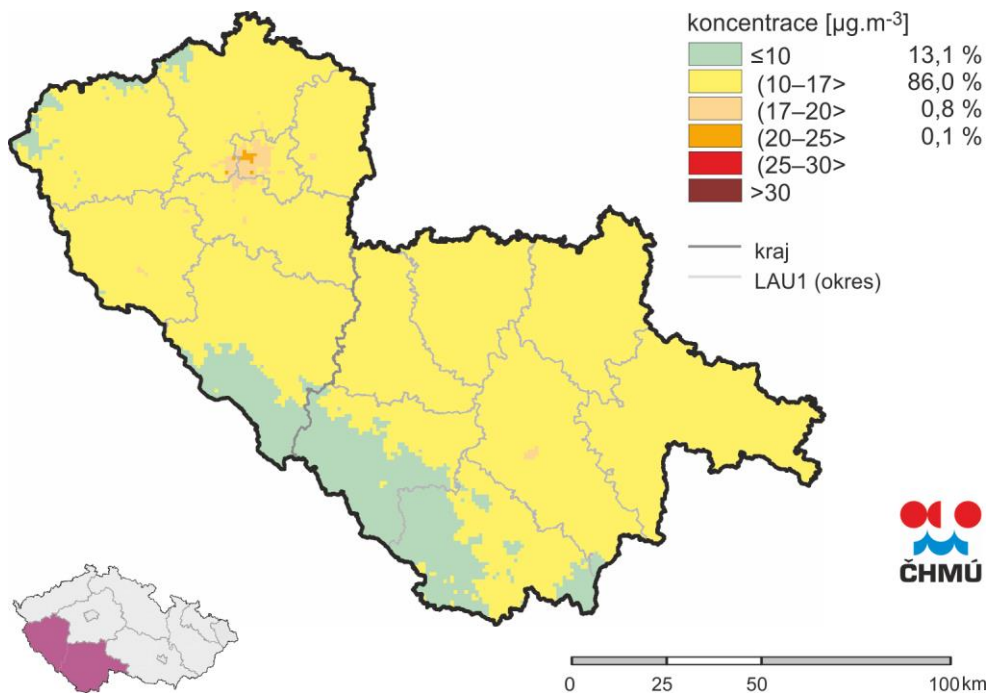 koncentrace [µg.m⁻³]
≤10 13,1 %
(10–17> 86,0 %
(17–20> 0,8 %
(20–25> 0,1 %
(25–30>
>30
kraj
LAU1 (okres)
ČHMÚ
0 25 50 100 km